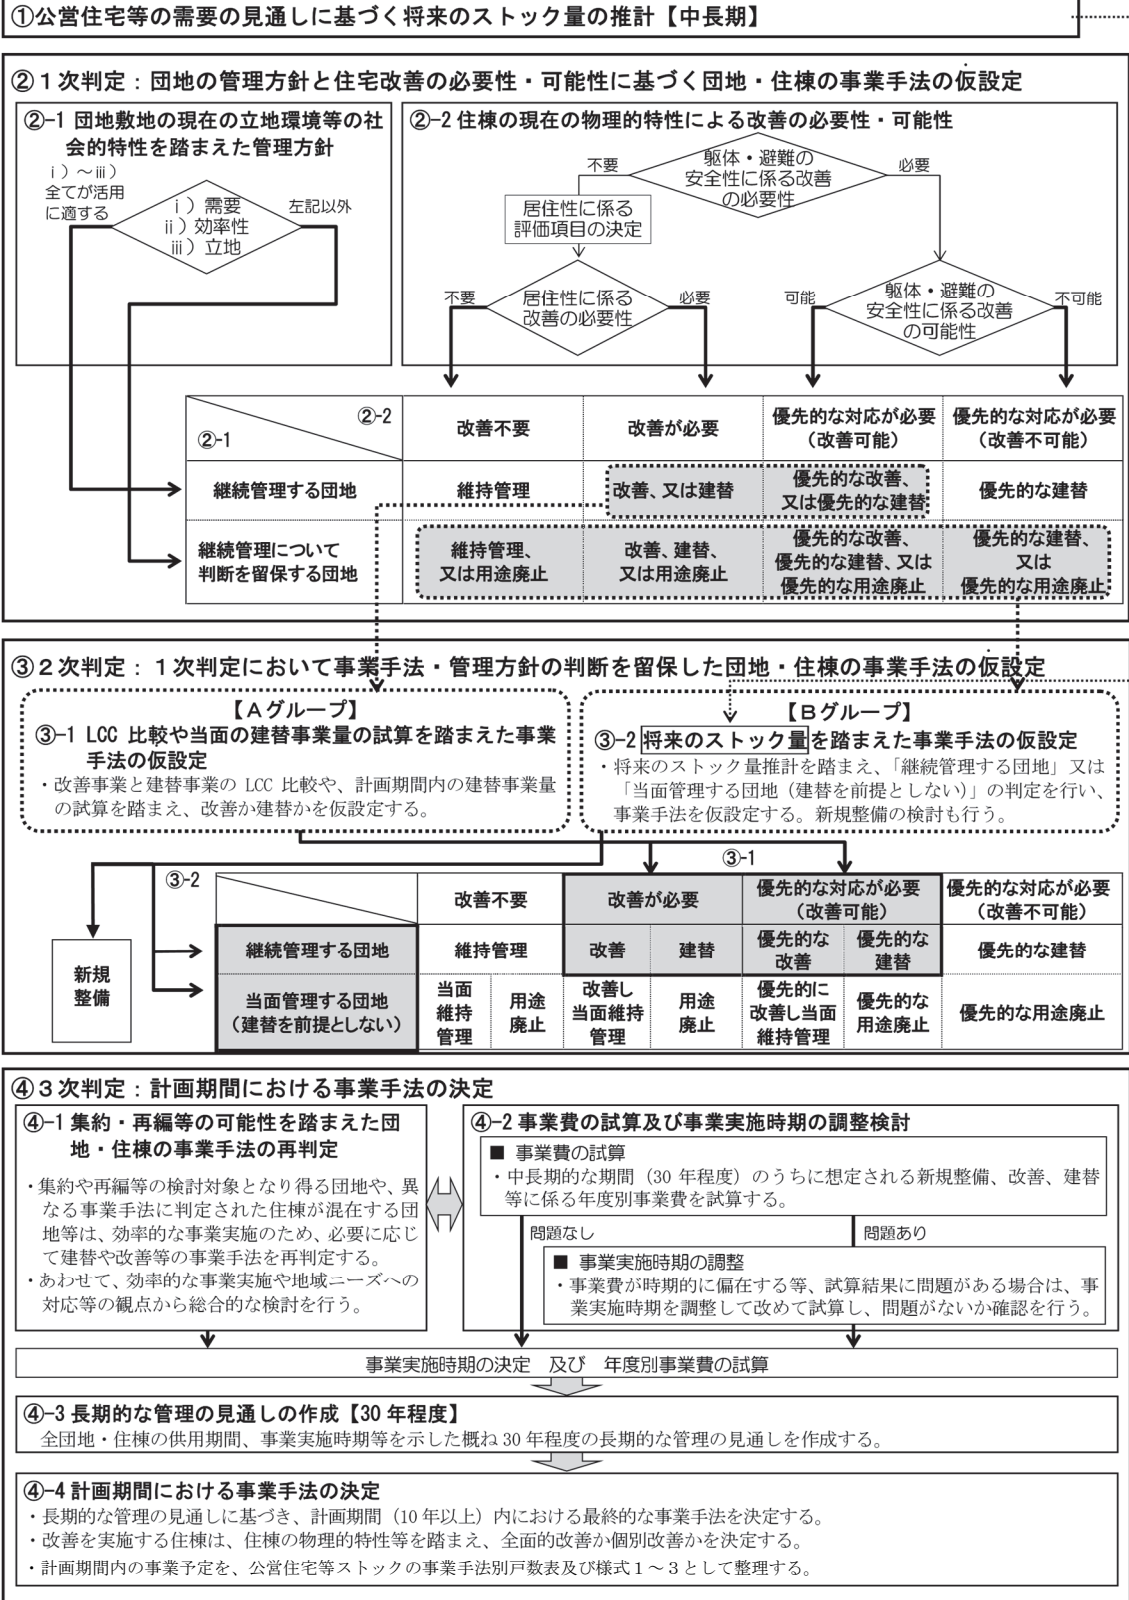 ①公営住宅等の需要の見通しに基づく将来のストック量の推計【中長期】
②１次判定：団地の管理方針と住宅改善の必要性・可能性に基づく団地・住棟の事業手法の仮設定
②-1 団地敷地の現在の立地環境等の社
会的特性を踏まえた管理方針
ⅰ）～ⅲ）
全てが活用
に適する
ⅰ）需要
ⅱ）効率性
ⅲ）立地
左記以外
②-2 住棟の現在の物理的特性による改善の必要性・可能性
不要
躯体・避難の
安全性に係る改善
の必要性
必要
居住性に係る
評価項目の決定
不要
居住性に係る
改善の必要性
必要
可能
躯体・避難の
安全性に係る改善
の可能性
不可能
②-2
②-1
改善不要
改善が必要
優先的な対応が必要
（改善可能）
優先的な対応が必要
（改善不可能）
継続管理する団地
維持管理
改善、又は建替
優先的な改善、
又は優先的な建替
優先的な建替
継続管理について
判断を留保する団地
維持管理、
又は用途廃止
改善、建替、
又は用途廃止
優先的な改善、
優先的な建替、又は
優先的な用途廃止
優先的な建替、
又は
優先的な用途廃止
③２次判定：１次判定において事業手法・管理方針の判断を留保した団地・住棟の事業手法の仮設定
【Ａグループ】
③-1 LCC 比較や当面の建替事業量の試算を踏まえた事業
手法の仮設定
・改善事業と建替事業の LCC 比較や、計画期間内の建替事業量
の試算を踏まえ、改善か建替かを仮設定する。
【Ｂグループ】
③-2 将来のストック量を踏まえた事業手法の仮設定
・将来のストック量推計を踏まえ、「継続管理する団地」又は
「当面管理する団地（建替を前提としない）」の判定を行い、
事業手法を仮設定する。新規整備の検討も行う。
③-1
③-2
改善不要
改善が必要
優先的な対応が必要
（改善可能）
優先的な対応が必要
（改善不可能）
新規
整備
継続管理する団地
維持管理
改善
建替
優先的な
改善
優先的な
建替
優先的な建替
当面管理する団地
（建替を前提としない）
当面
維持
管理
用途
廃止
改善し
当面維持
管理
用途
廃止
優先的に
改善し当面
維持管理
優先的な
用途廃止
優先的な用途廃止
④３次判定：計画期間における事業手法の決定
④-1 集約・再編等の可能性を踏まえた団
地・住棟の事業手法の再判定
・集約や再編等の検討対象となり得る団地や、異
なる事業手法に判定された住棟が混在する団
地等は、効率的な事業実施のため、必要に応じ
て建替や改善等の事業手法を再判定する。
・あわせて、効率的な事業実施や地域ニーズへの
対応等の観点から総合的な検討を行う。
④-2 事業費の試算及び事業実施時期の調整検討
■ 事業費の試算
・中長期的な期間（30 年程度）のうちに想定される新規整備、改善、建替
等に係る年度別事業費を試算する。
問題なし
問題あり
■ 事業実施時期の調整
・事業費が時期的に偏在する等、試算結果に問題がある場合は、事
業実施時期を調整して改めて試算し、問題がないか確認を行う。
事業実施時期の決定　及び　年度別事業費の試算
④-3 長期的な管理の見通しの作成【30 年程度】
全団地・住棟の供用期間、事業実施時期等を示した概ね 30 年程度の長期的な管理の見通しを作成する。
④-4 計画期間における事業手法の決定
・長期的な管理の見通しに基づき、計画期間（10 年以上）内における最終的な事業手法を決定する。
・改善を実施する住棟は、住棟の物理的特性等を踏まえ、全面的改善か個別改善かを決定する。
・計画期間内の事業予定を、公営住宅等ストックの事業手法別戸数表及び様式１～３として整理する。